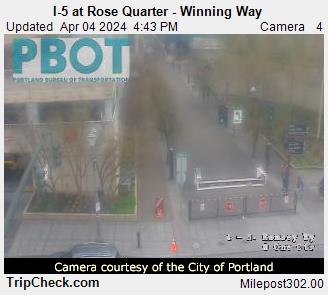 I-5 at Rose Quarter - Winning Way
Updated Apr 04 2024 4:43 PM Camera 4
PBOT
PORTLAND BUREAU OF TRANSPORTATION
Camera courtesy of the City of Portland
TripCheck.com Milepost302.00